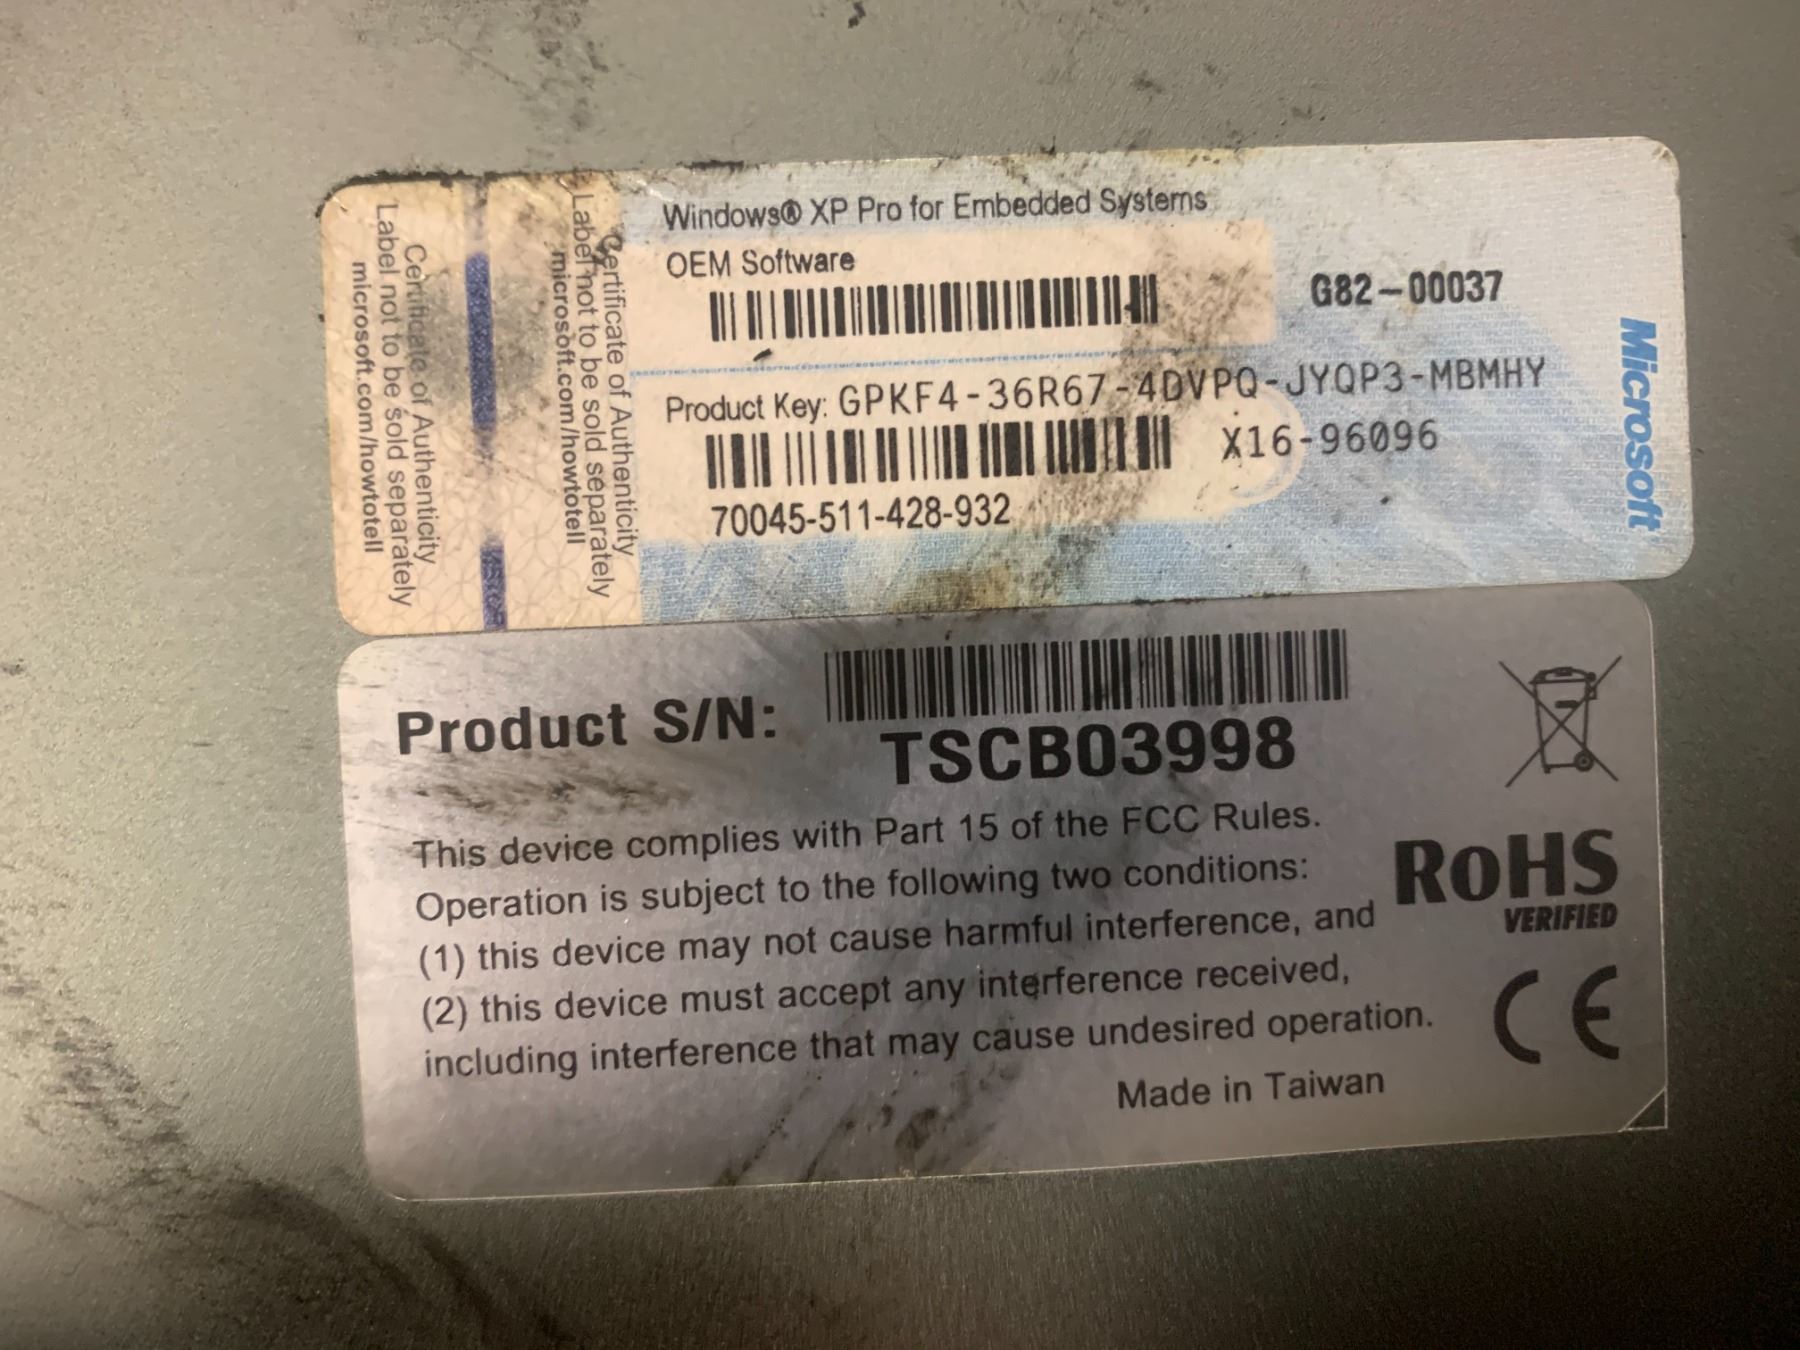 Windows® XP Pro for Embedded Systems
OEM Software
G82-00037
Product Key: GPKF4-36R67-4DVPQ-JYQP3-MBMHY
X16-96096
70045-511-428-932
Microsoft
Certificate of Authenticity
Label not to be sold separately
microsoft.com/howtotell
Certificate of Authenticity
Label not to be sold separately
microsoft.com/howtotell
Product S/N:
TSCB03998
This device complies with Part 15 of the FCC Rules.
Operation is subject to the following two conditions:
(1) this device may not cause harmful interference, and
(2) this device must accept any interference received,
including interference that may cause undesired operation.
Made in Taiwan
RoHS
VERIFIED
CE